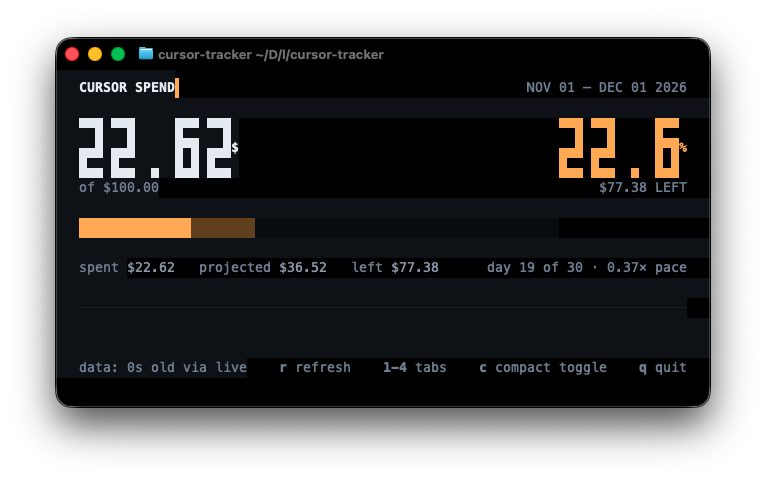 cursor-tracker ~/D/l/cursor-tracker
CURSOR SPEND NOV 01 — DEC 01 2026
22.62$ 22.6%
of $100.00 $77.38 LEFT
spent $22.62 projected $36.52 left $77.38 day 19 of 30 · 0.37× pace
data: 0s old via live r refresh 1–4 tabs c compact toggle q quit